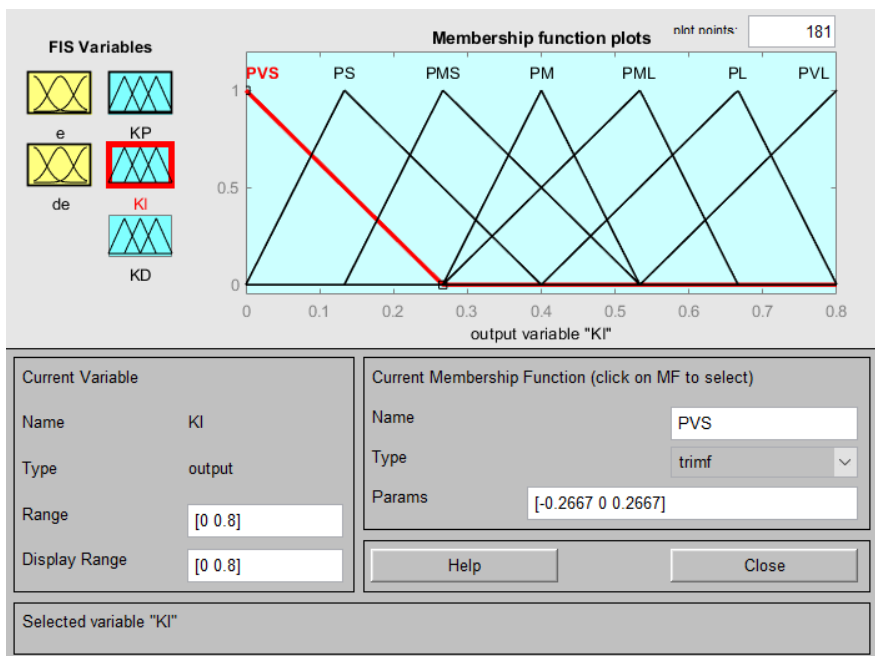 FIS Variables
e
KP
de
KI
KD
Membership function plots
plot points:
181
PVS PS PMS PM PML PL PVL
1
0.5
0
0 0.1 0.2 0.3 0.4 0.5 0.6 0.7 0.8
output variable "KI"
Current Variable
Name KI
Type output
Range [0 0.8]
Display Range [0 0.8]
Current Membership Function (click on MF to select)
Name PVS
Type trimf
Params [-0.2667 0 0.2667]
Help Close
Selected variable "KI"